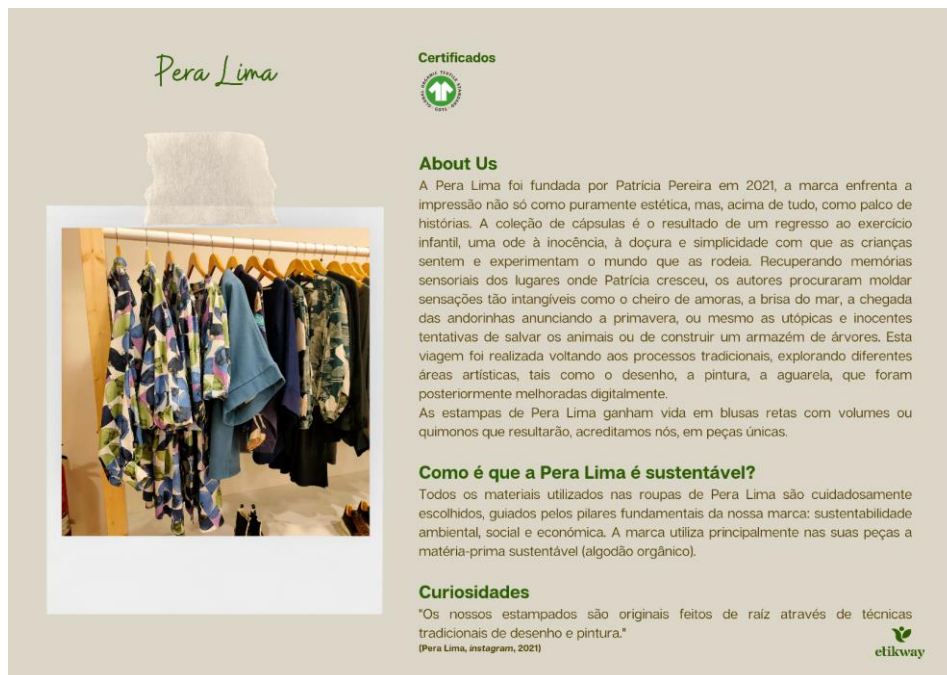 Pera Lima
Certificados
GLOBAL ORGANIC TEXTILE STANDARD
· GOTS ·
About Us
A Pera Lima foi fundada por Patrícia Pereira em 2021, a marca enfrenta a
impressão não só como puramente estética, mas, acima de tudo, como palco de
histórias. A coleção de cápsulas é o resultado de um regresso ao exercício
infantil, uma ode à inocência, à doçura e simplicidade com que as crianças
sentem e experimentam o mundo que as rodeia. Recuperando memórias
sensoriais dos lugares onde Patrícia cresceu, os autores procuraram moldar
sensações tão intangíveis como o cheiro de amoras, a brisa do mar, a chegada
das andorinhas anunciando a primavera, ou mesmo as utópicas e inocentes
tentativas de salvar os animais ou de construir um armazém de árvores. Esta
viagem foi realizada voltando aos processos tradicionais, explorando diferentes
áreas artísticas, tais como o desenho, a pintura, a aguarela, que foram
posteriormente melhoradas digitalmente.
As estampas de Pera Lima ganham vida em blusas retas com volumes ou
quimonos que resultarão, acreditamos nós, em peças únicas.
Como é que a Pera Lima é sustentável?
Todos os materiais utilizados nas roupas de Pera Lima são cuidadosamente
escolhidos, guiados pelos pilares fundamentais da nossa marca: sustentabilidade
ambiental, social e económica. A marca utiliza principalmente nas suas peças a
matéria-prima sustentável (algodão orgânico).
Curiosidades
"Os nossos estampados são originais feitos de raíz através de técnicas
tradicionais de desenho e pintura."
(Pera Lima, instagram, 2021)
etikway